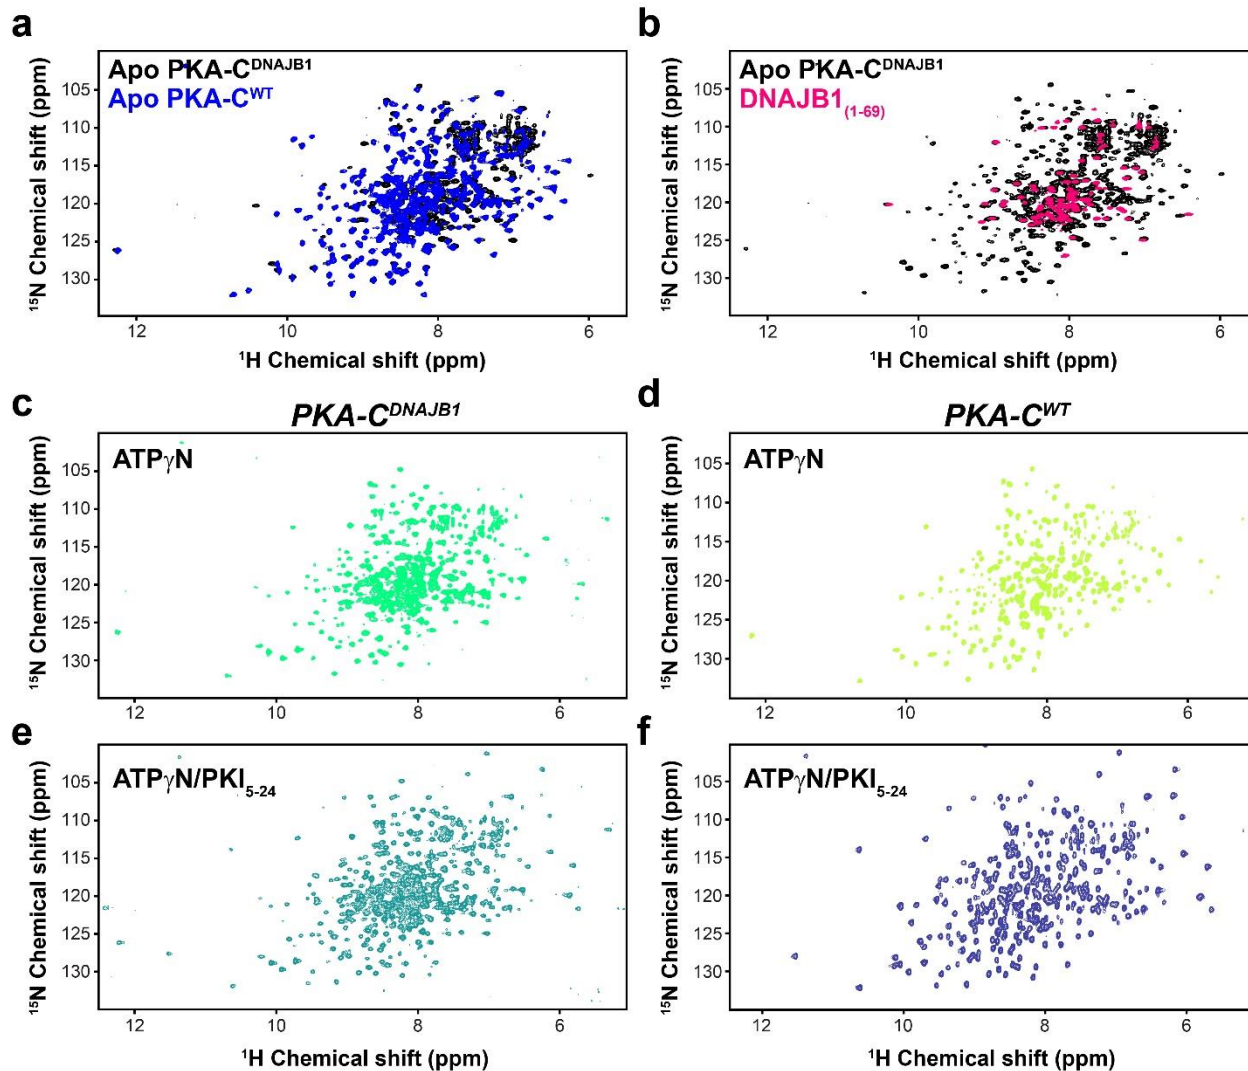 a
Apo PKA-C^DNAJB1
Apo PKA-C^WT
105
110
115
120
125
130
¹⁵N Chemical shift (ppm)
12 10 8 6
¹H Chemical shift (ppm)
b
Apo PKA-C^DNAJB1
DNAJB1(1-69)
105
110
115
120
125
130
¹⁵N Chemical shift (ppm)
12 10 8 6
¹H Chemical shift (ppm)
c
PKA-C^DNAJB1
ATPγN
105
110
115
120
125
130
¹⁵N Chemical shift (ppm)
12 10 8 6
d
PKA-C^WT
ATPγN
105
110
115
120
125
130
¹⁵N Chemical shift (ppm)
12 10 8 6
e
ATPγN/PKI5-24
105
110
115
120
125
130
¹⁵N Chemical shift (ppm)
12 10 8 6
¹H Chemical shift (ppm)
f
ATPγN/PKI5-24
105
110
115
120
125
130
¹⁵N Chemical shift (ppm)
12 10 8 6
¹H Chemical shift (ppm)